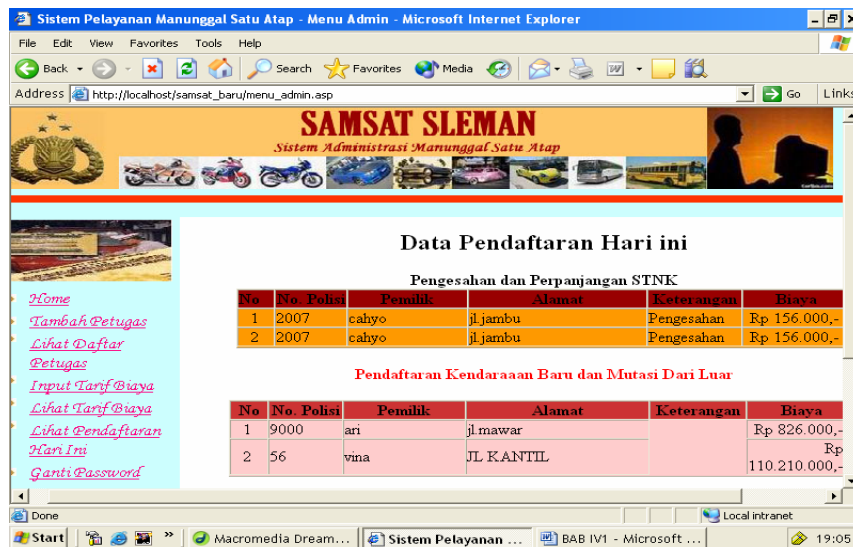 Sistem Pelayanan Manunggal Satu Atap - Menu Admin - Microsoft Internet Explorer
File Edit View Favorites Tools Help
Back Search Favorites Media
Address http://localhost/samsat_baru/menu_admin.asp Go Links
SAMSAT SLEMAN
Sistem Administrasi Manunggal Satu Atap
Home
Tambah Petugas
Lihat Daftar
Petugas
Input Tarif Biaya
Lihat Tarif Biaya
Lihat Pendaftaran
Hari Ini
Ganti Password
Data Pendaftaran Hari ini
Pengesahan dan Perpanjangan STNK
No No. Polisi Pemilik Alamat Keterangan Biaya
1 2007 cahyo jl.jambu Pengesahan Rp 156.000,-
2 2007 cahyo jl.jambu Pengesahan Rp 156.000,-
Pendaftaran Kendaraaan Baru dan Mutasi Dari Luar
No No. Polisi Pemilik Alamat Keterangan Biaya
1 9000 ari jl.mawar Rp 826.000,-
2 56 vina JL KANTIL Rp
110.210.000,-
Done Local intranet
Start » Macromedia Dream... Sistem Pelayanan ... BAB IV1 - Microsoft ... 19:05